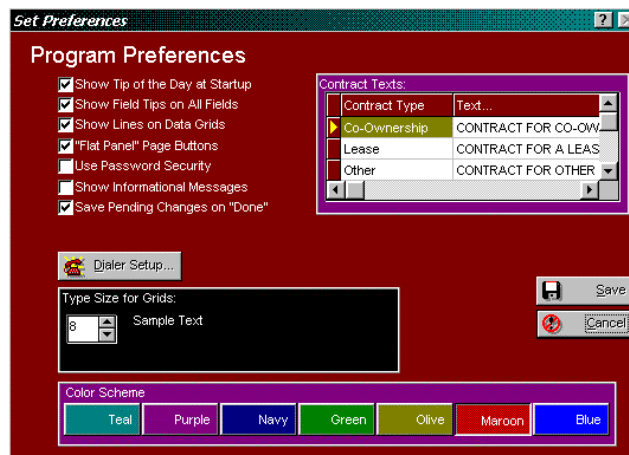 Set Preferences
Program Preferences
Show Tip of the Day at Startup
Show Field Tips on All Fields
Show Lines on Data Grids
"Flat Panel" Page Buttons
Use Password Security
Show Informational Messages
Save Pending Changes on "Done"
Contract Texts:
Contract Type Text...
Co-Ownership CONTRACT FOR CO-OW
Lease CONTRACT FOR A LEAS
Other CONTRACT FOR OTHER
Dialer Setup...
Type Size for Grids:
8 Sample Text
Save
Cancel
Color Scheme
Teal Purple Navy Green Olive Maroon Blue